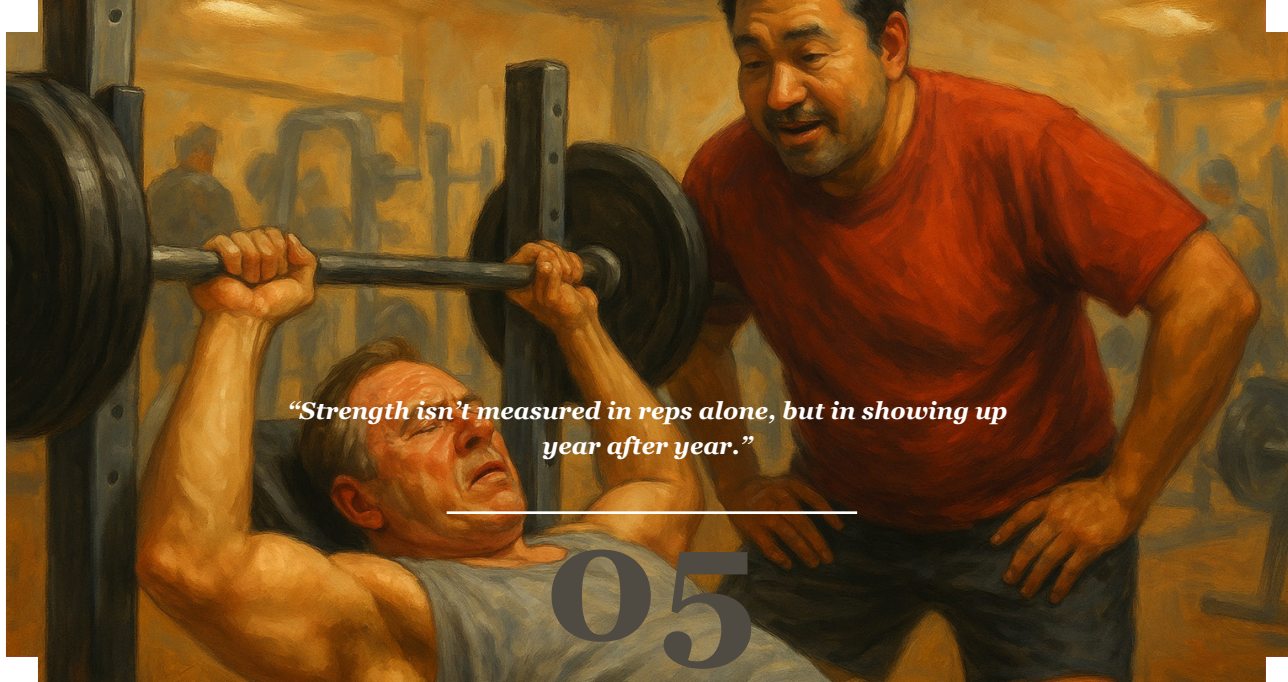 “Strength isn’t measured in reps alone, but in showing up
year after year.”
05